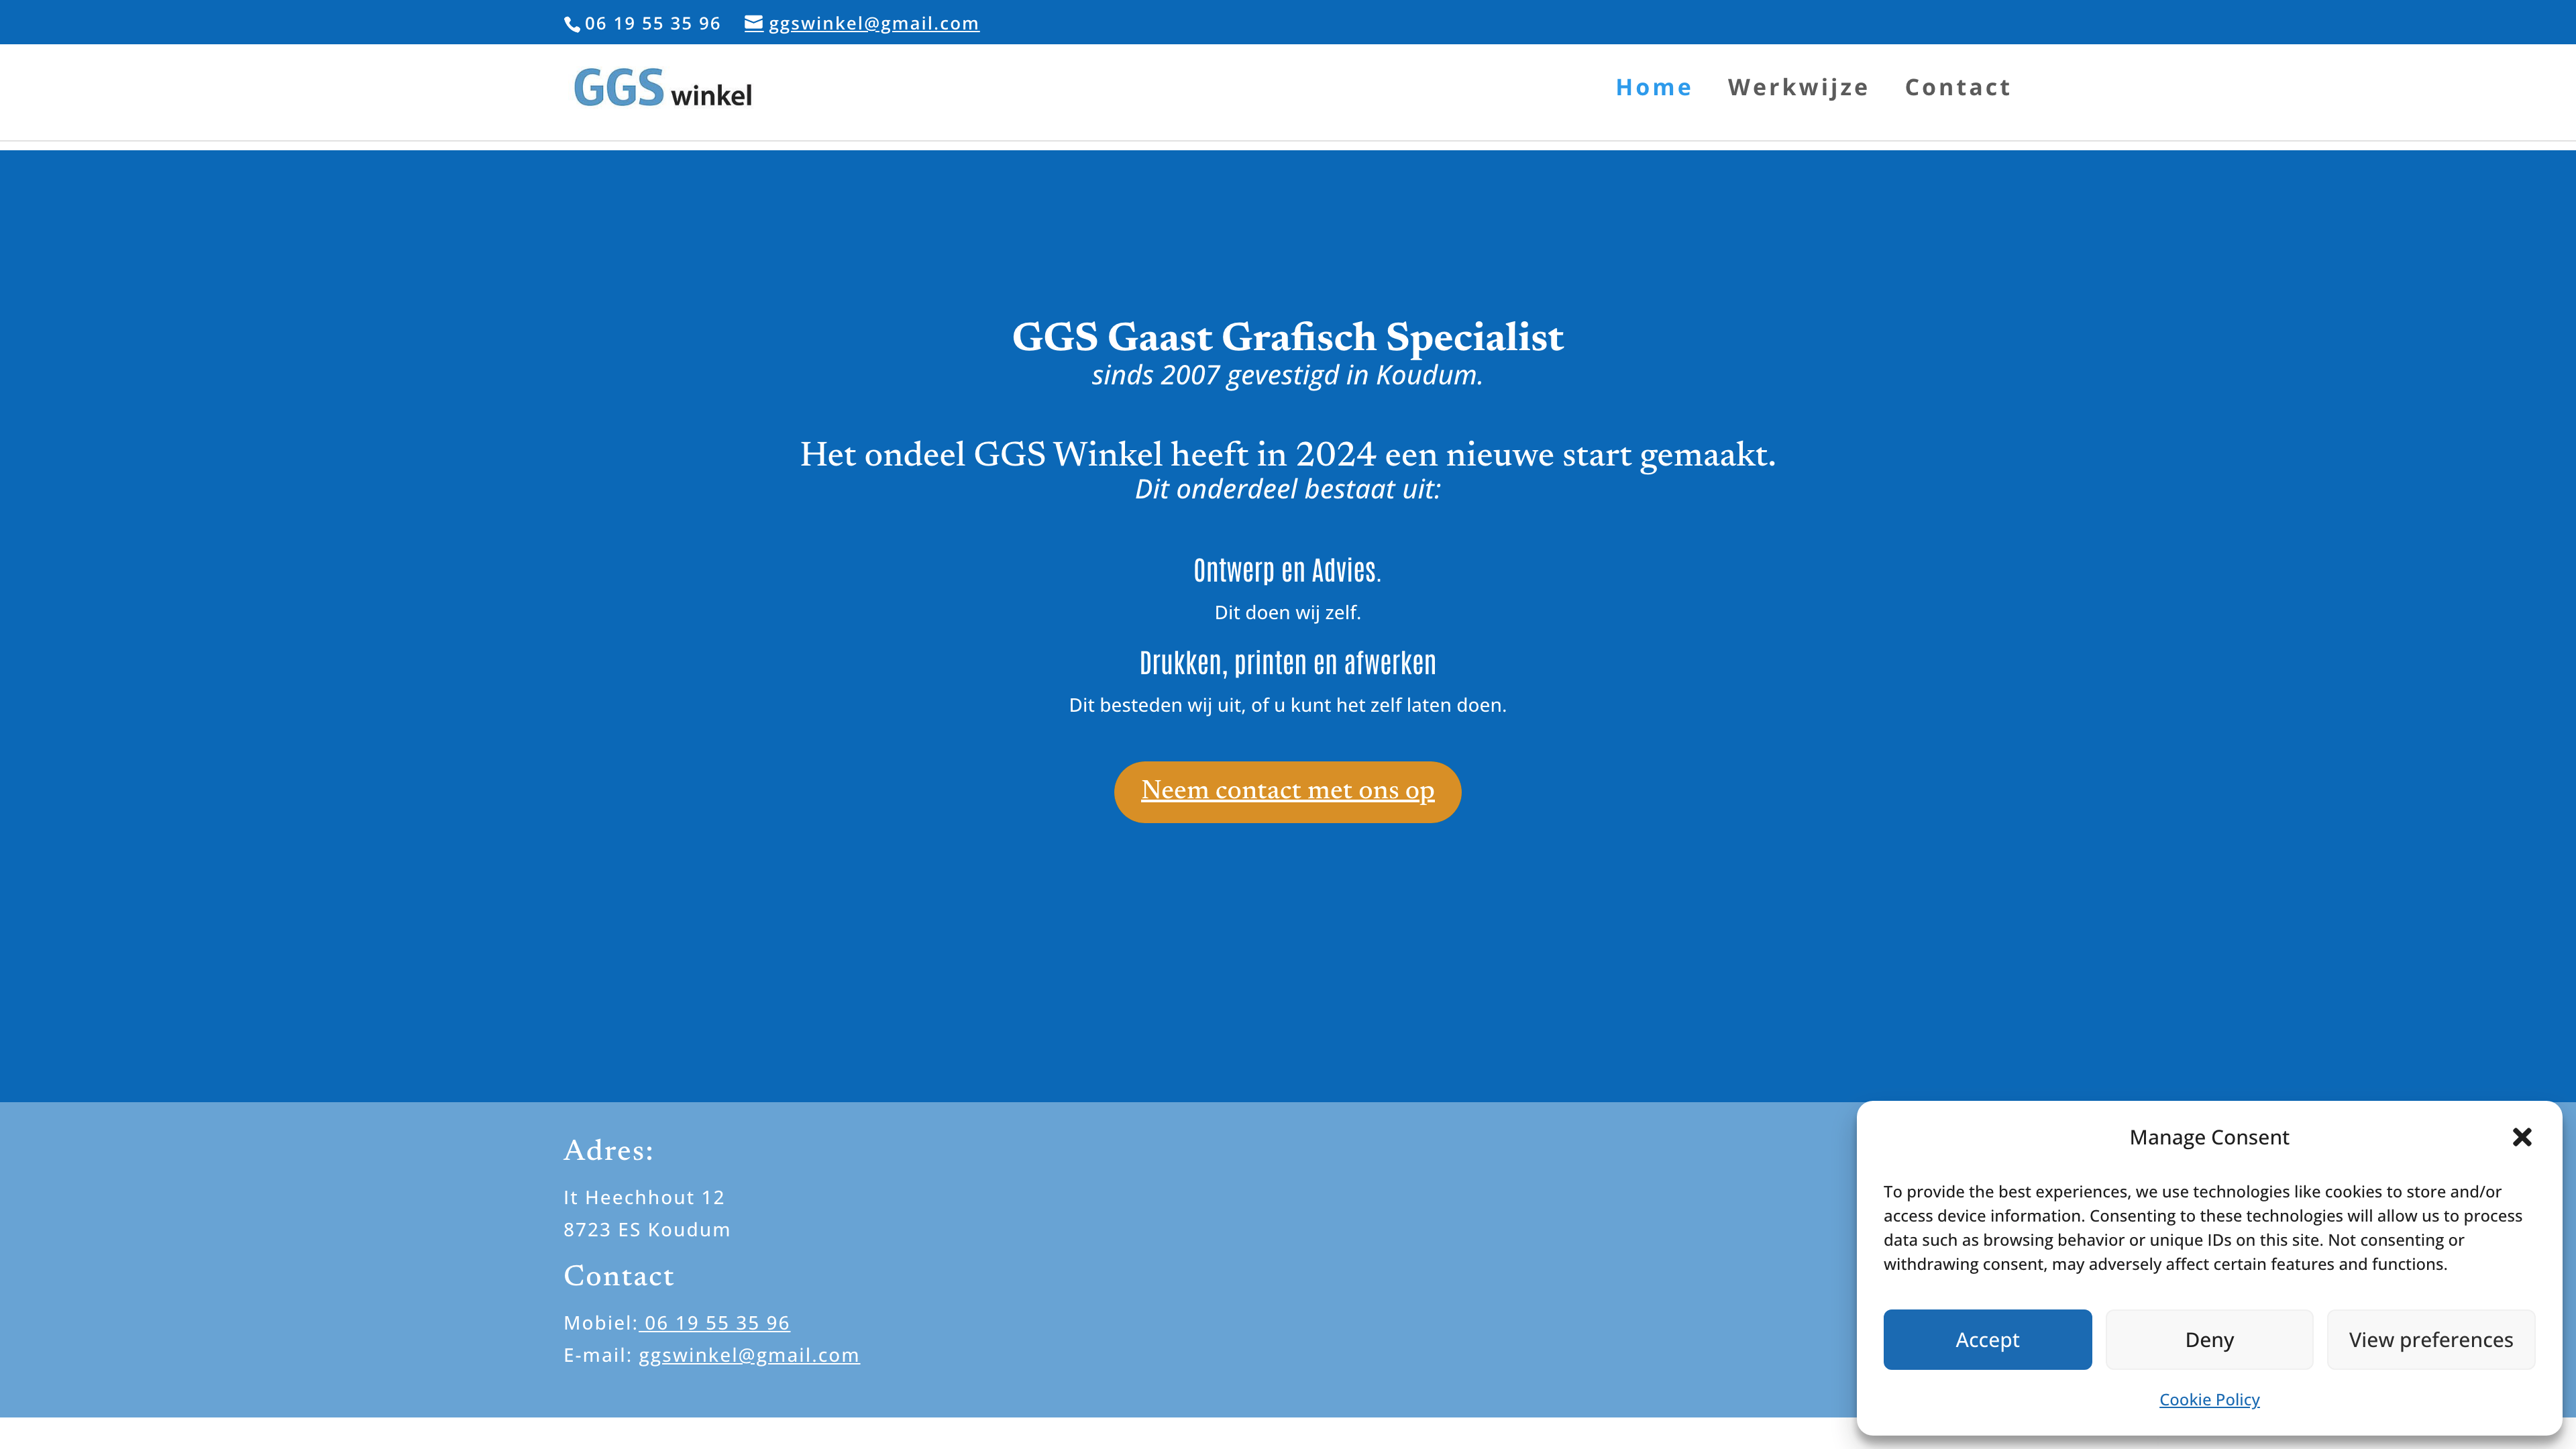 06 19 55 35 96 ggswinkel@gmail.com
GGS winkel
Home Werkwijze Contact
GGS Gaast Grafisch Specialist
sinds 2007 gevestigd in Koudum.
Het ondeel GGS Winkel heeft in 2024 een nieuwe start gemaakt.
Dit onderdeel bestaat uit:
Ontwerp en Advies.
Dit doen wij zelf.
Drukken, printen en afwerken
Dit besteden wij uit, of u kunt het zelf laten doen.
Neem contact met ons op
Adres:
It Heechhout 12
8723 ES Koudum
Contact
Mobiel: 06 19 55 35 96
E-mail: ggswinkel@gmail.com
Manage Consent
To provide the best experiences, we use technologies like cookies to store and/or
access device information. Consenting to these technologies will allow us to process
data such as browsing behavior or unique IDs on this site. Not consenting or
withdrawing consent, may adversely affect certain features and functions.
Accept Deny View preferences
Cookie Policy